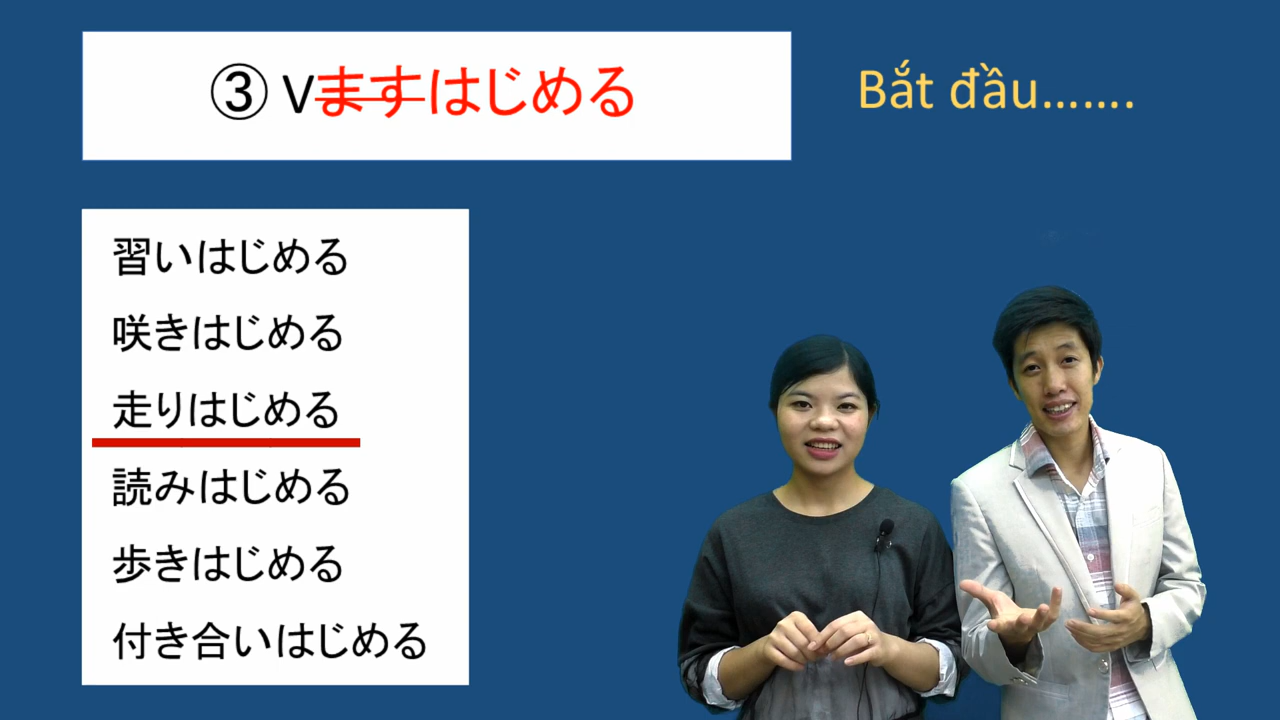 ③ Vますはじめる
Bắt đầu.......
習いはじめる
咲きはじめる
走りはじめる
読みはじめる
歩きはじめる
付き合いはじめる